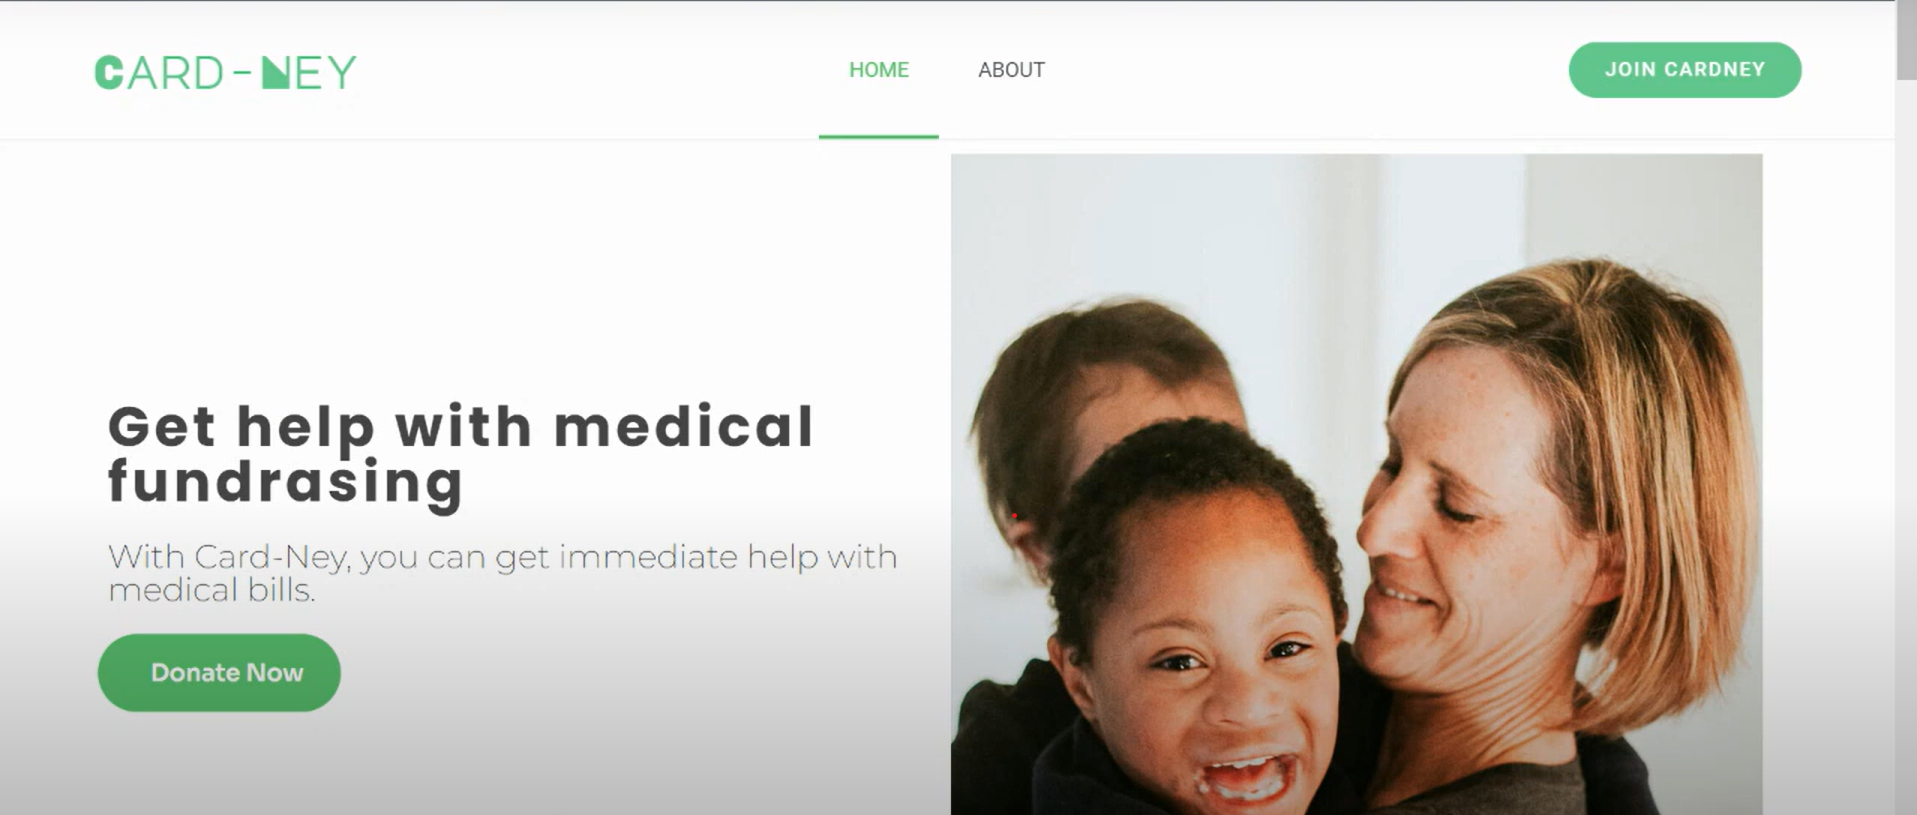 CARD-NEY
HOME
ABOUT
JOIN CARDNEY
Get help with medical
fundrasing
With Card-Ney, you can get immediate help with
medical bills.
Donate Now